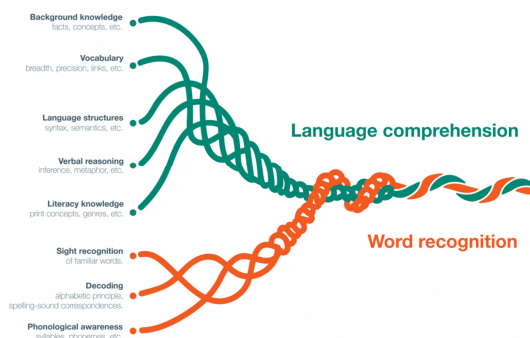 Background knowledge
facts, concepts, etc.
Vocabulary
breadth, precision, links, etc.
Language structures
syntax, semantics, etc.
Verbal reasoning
inference, metaphor, etc.
Literacy knowledge
print concepts, genres, etc.
Language comprehension
Word recognition
Sight recognition
of familiar words.
Decoding
alphabetic principle,
spelling-sound correspondences.
Phonological awareness
syllables, phonemes, etc.